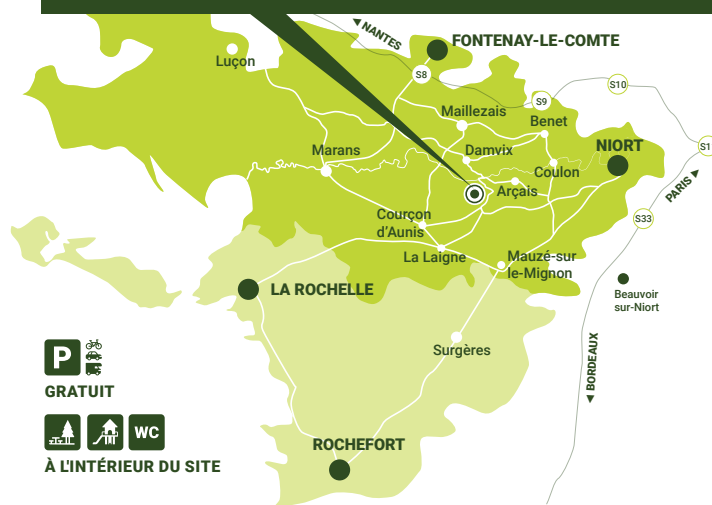 NANTES
FONTENAY-LE-COMTE
Luçon
S8
S10
S9
Maillezais
Benet
Marans
Damvix
NIORT
S1
Coulon
Arçais
PARIS
Courçon
d’Aunis
S33
La Laigne
Mauzé-sur
le-Mignon
LA ROCHELLE
Beauvoir
sur-Niort
P
GRATUIT
Surgères
BORDEAUX
WC
ROCHEFORT
À L'INTÉRIEUR DU SITE